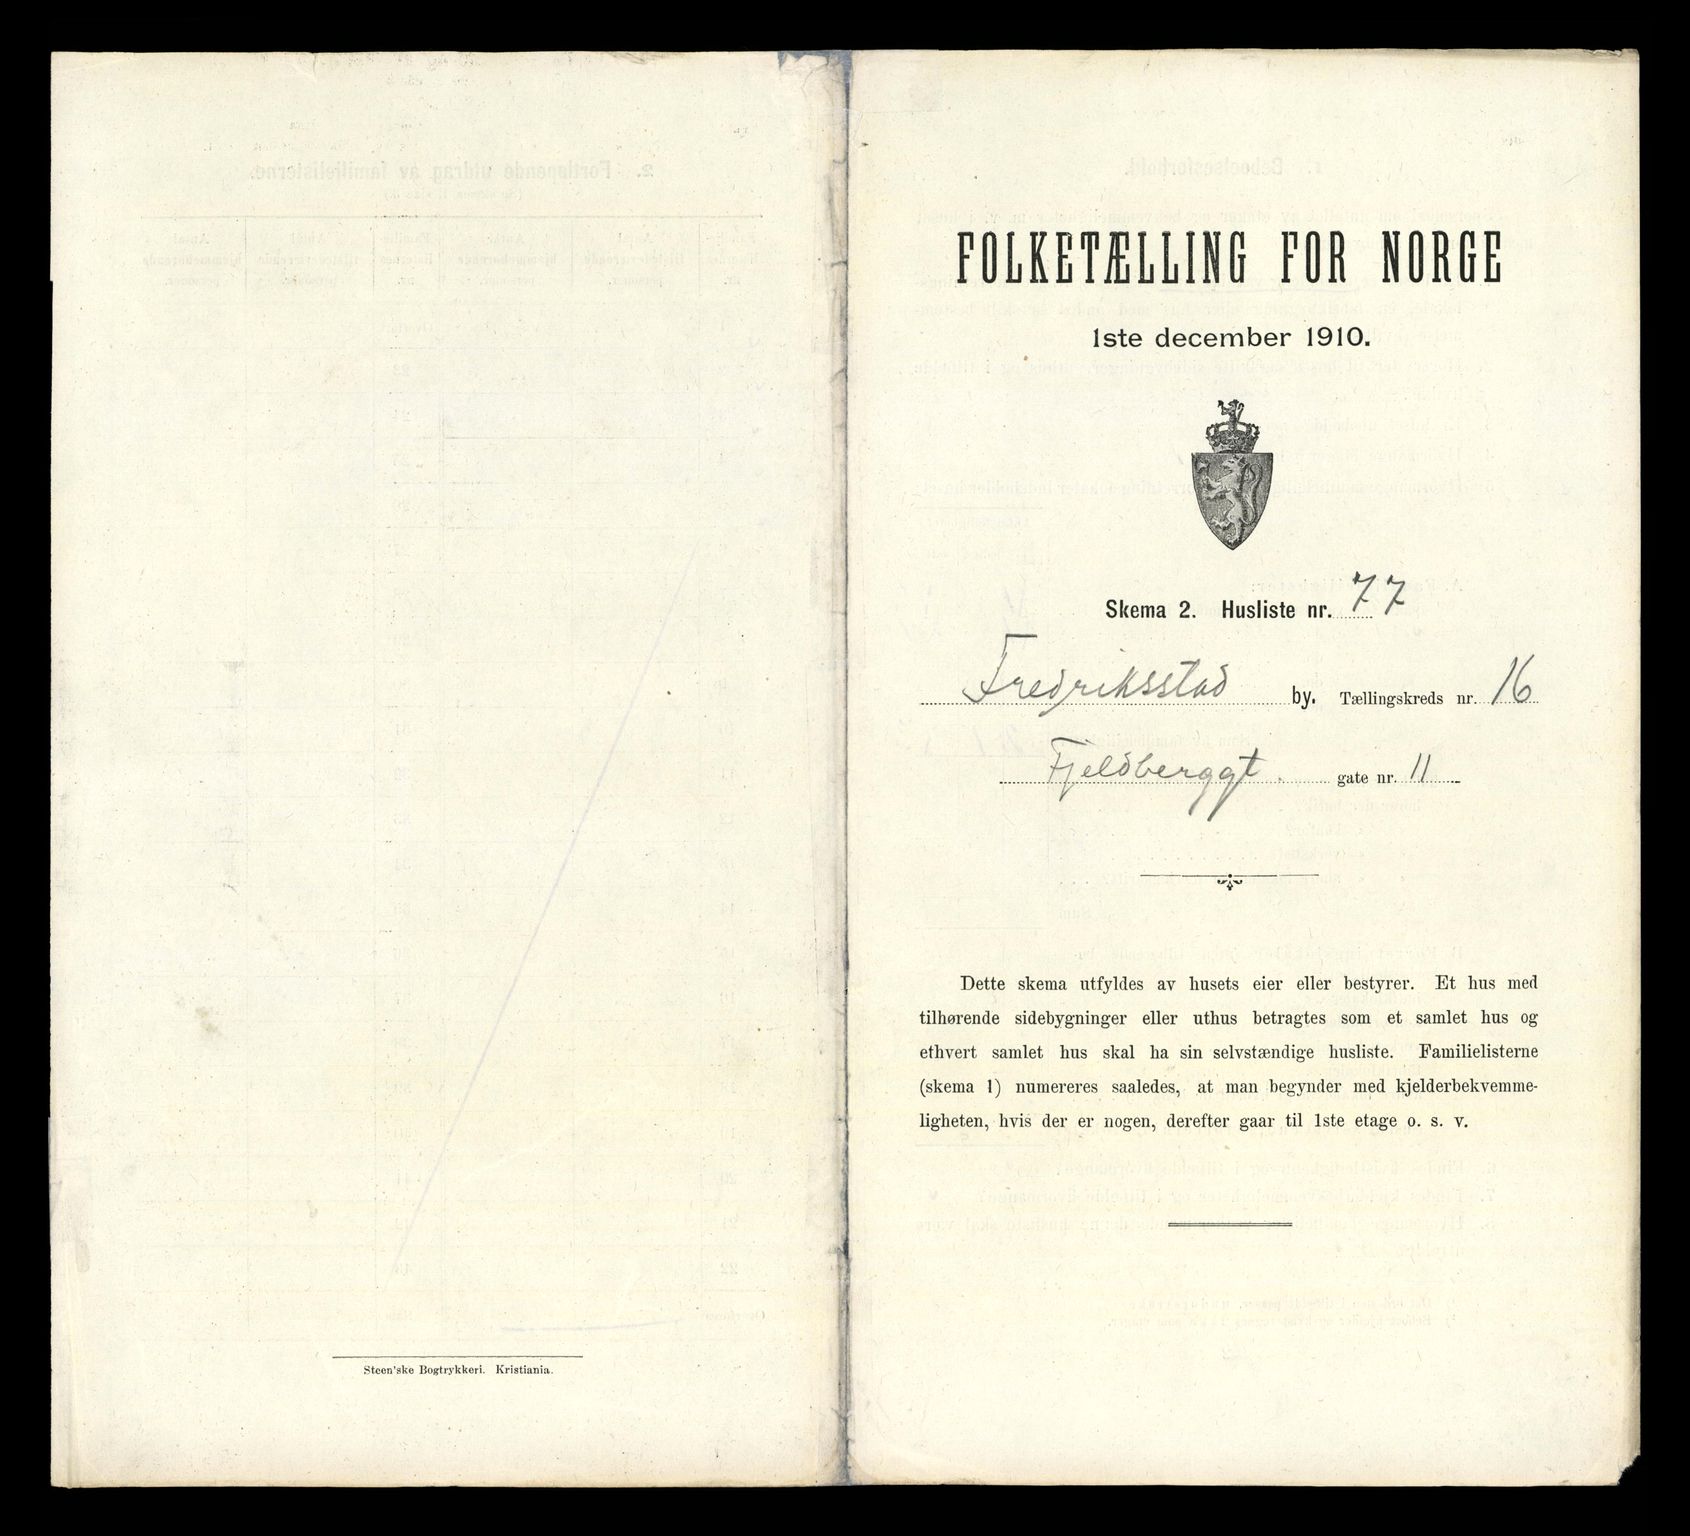 FOLKETÆLLING FOR NORGE
1ste december 1910.
Skema 2. Husliste nr. 77
Fredriksstad by. Tællingskreds nr. 16
Fjeldberggt. gate nr. 11
Dette skema utfyldes av husets eier eller bestyrer. Et hus med
tilhørende sidebygninger eller uthus betragtes som et samlet hus og
ethvert samlet hus skal ha sin selvstændige husliste. Familielisterne
(skema 1) numereres saaledes, at man begynder med kjelderbekvemme-
ligheten, hvis der er nogen, derefter gaar til 1ste etage o. s. v.
Steen'ske Bogtrykkeri. Kristiania.